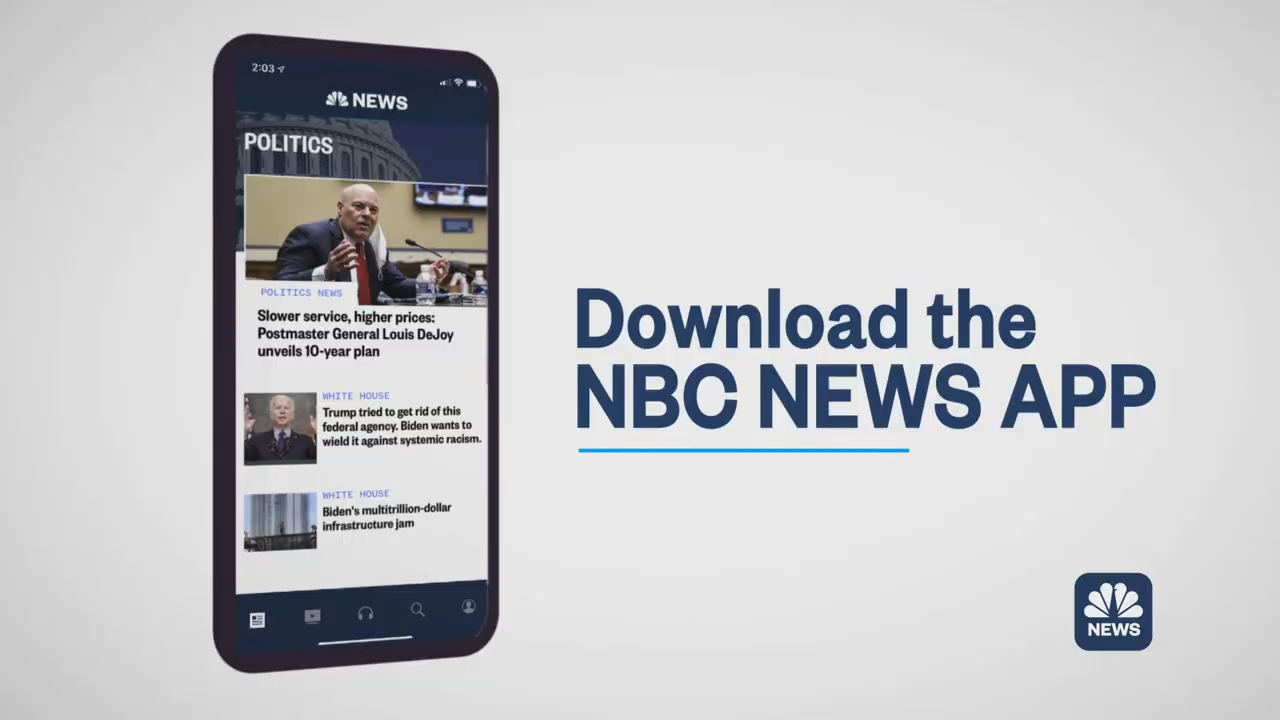 2:03
NEWS
POLITICS
POLITICS NEWS
Slower service, higher prices:
Postmaster General Louis DeJoy
unveils 10-year plan
WHITE HOUSE
Trump tried to get rid of this
federal agency. Biden wants to
wield it against systemic racism.
WHITE HOUSE
Biden's multitrillion-dollar
infrastructure jam
Download the
NBC NEWS APP
NEWS